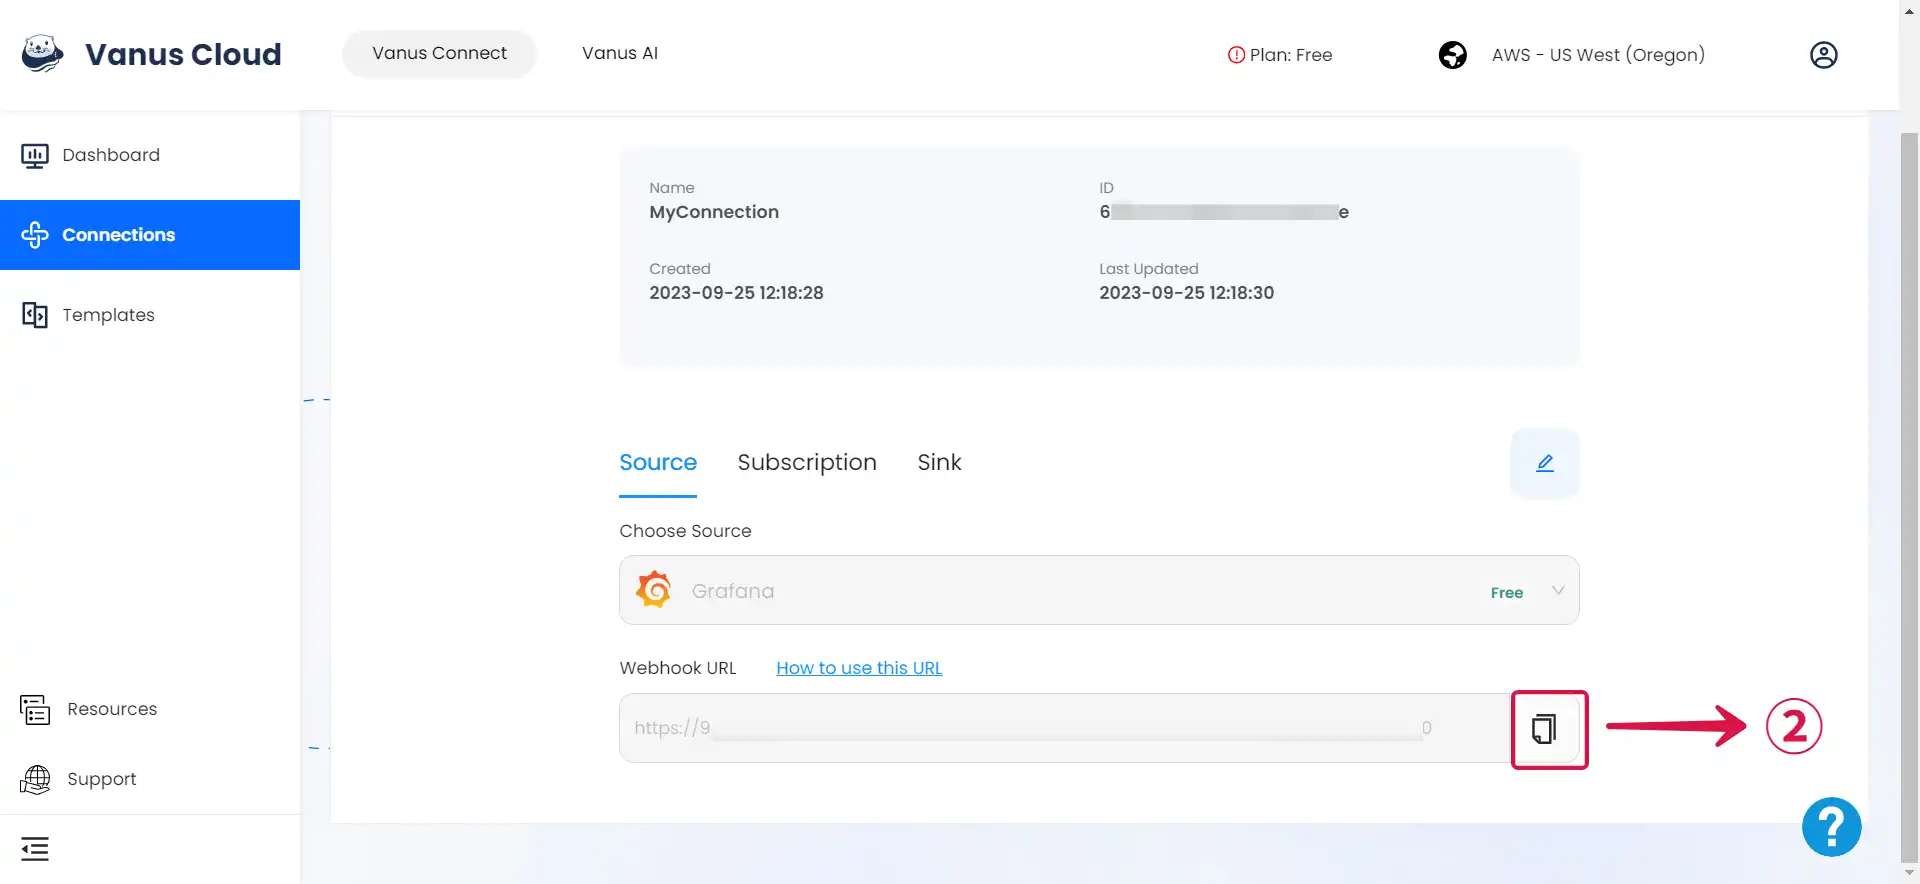 Vanus Cloud
Vanus Connect
Vanus AI
Plan: Free
AWS - US West (Oregon)
Dashboard
Connections
Templates
Resources
Support
Name
MyConnection
ID
6 e
Created
2023-09-25 12:18:28
Last Updated
2023-09-25 12:18:30
Source
Subscription
Sink
Choose Source
Grafana
Free
Webhook URL
How to use this URL
https://9 0
2
?